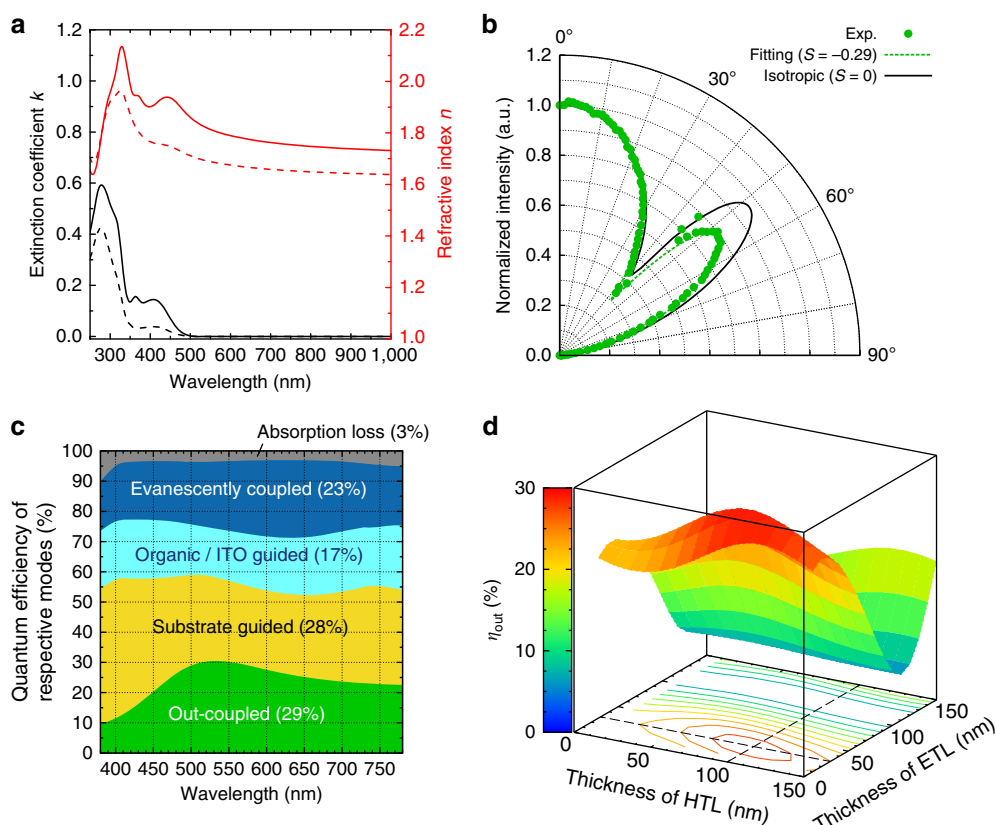 a
1.2
1.0
0.8
0.6
0.4
0.2
0.0
Extinction coefficient k
2.2
2.0
1.8
1.6
1.4
1.2
1.0
Refractive index n
300 400 500 600 700 800 900 1,000
Wavelength (nm)
b
Exp.
Fitting (S = –0.29)
Isotropic (S = 0)
0°
30°
60°
90°
1.2
1.0
0.8
0.6
0.4
0.2
0.0
Normalized intensity (a.u.)
c
Absorption loss (3%)
Evanescently coupled (23%)
Organic / ITO guided (17%)
Substrate guided (28%)
Out-coupled (29%)
100
90
80
70
60
50
40
30
20
10
0
Quantum efficiency of
respective modes (%)
400 450 500 550 600 650 700 750
Wavelength (nm)
d
30
20
10
0
ηout (%)
0
50
100
150
Thickness of HTL (nm)
0
50
100
150
Thickness of ETL (nm)